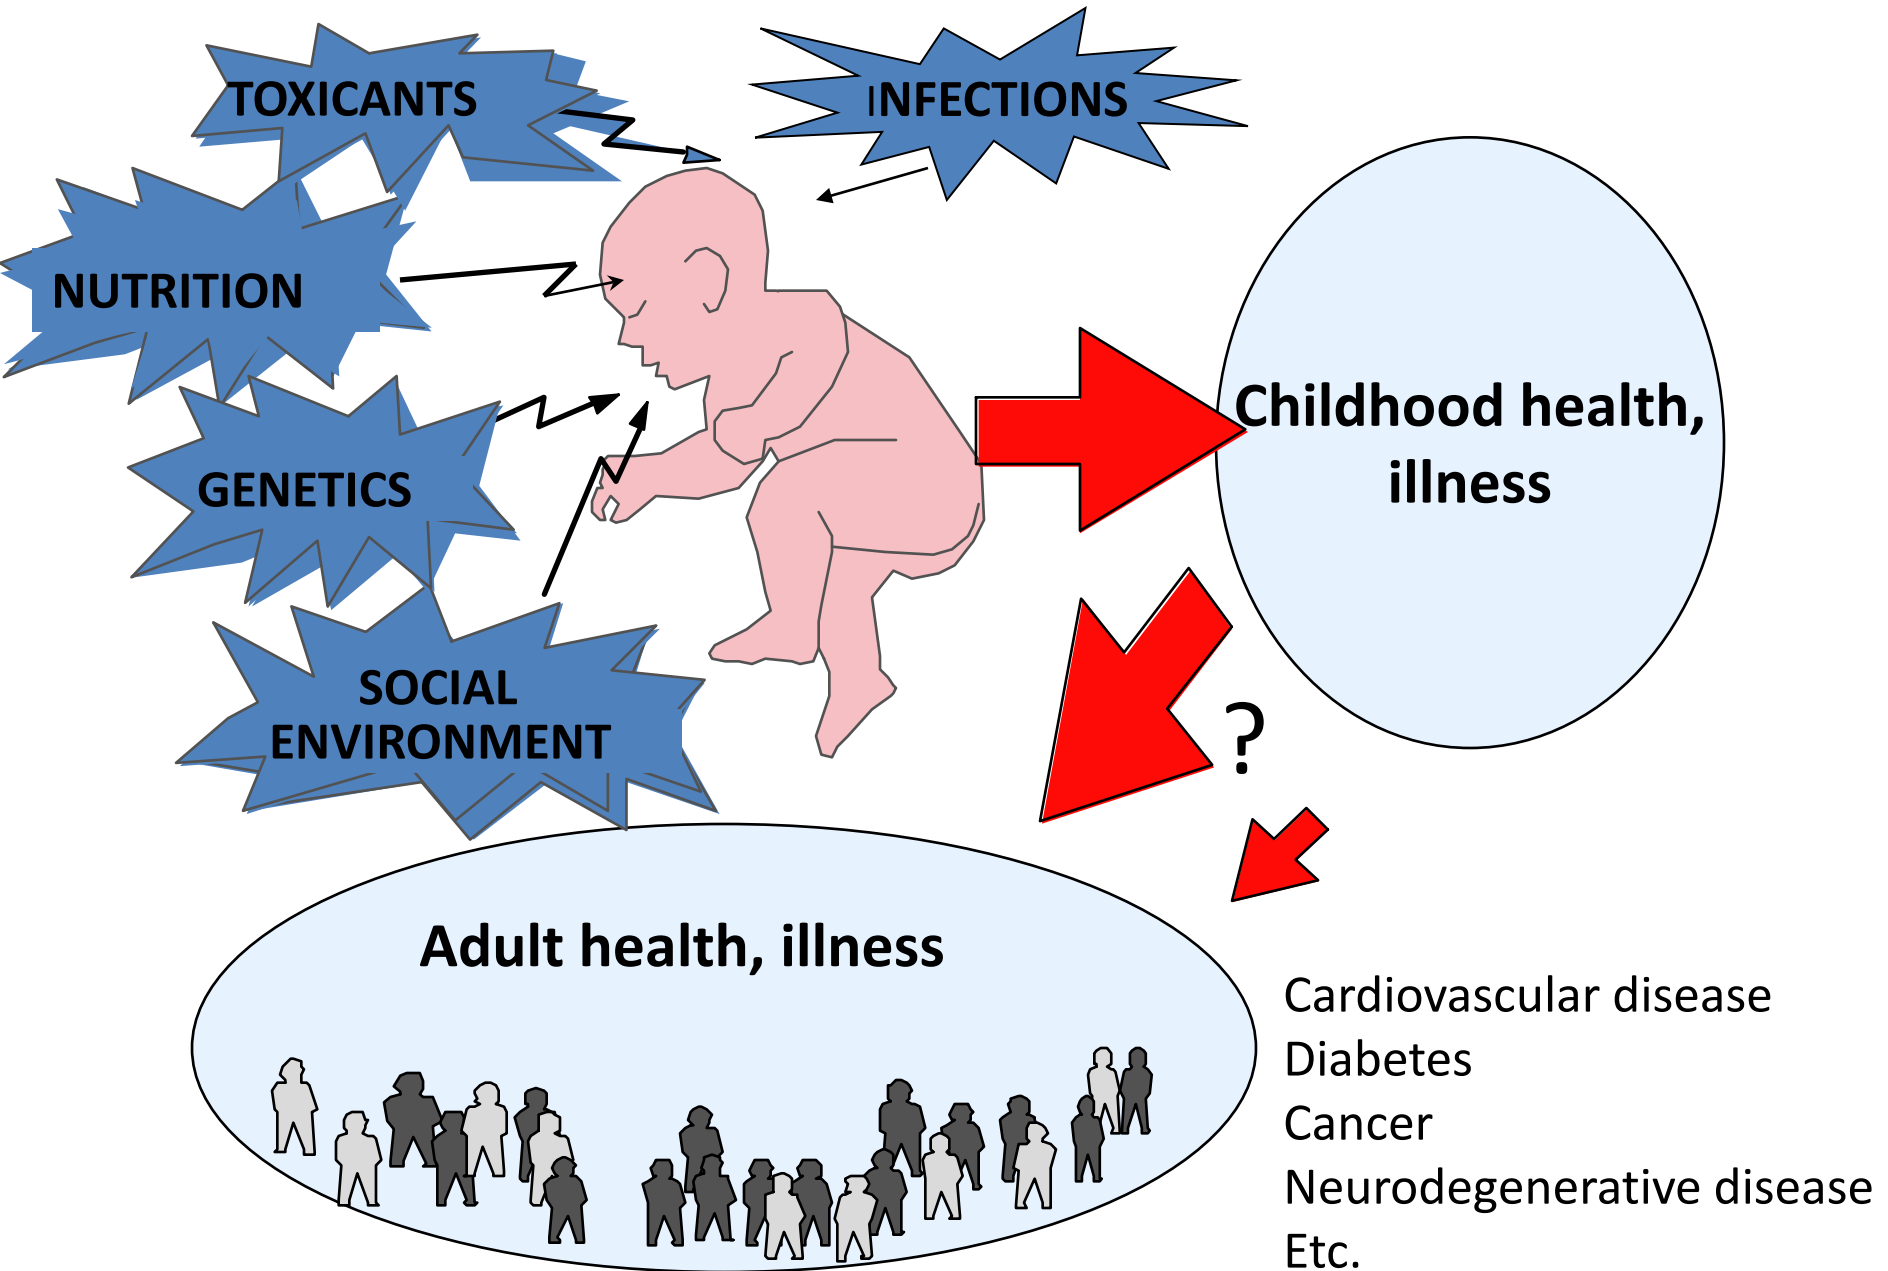 TOXICANTS
INFECTIONS
NUTRITION
GENETICS
SOCIAL
ENVIRONMENT
Childhood health,
illness
?
Adult health, illness
Cardiovascular disease
Diabetes
Cancer
Neurodegenerative disease
Etc.